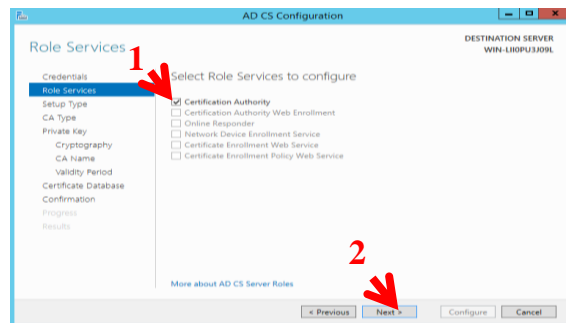 AD CS Configuration
DESTINATION SERVER
WIN-LII0PU3J09L
Role Services
1
Select Role Services to configure
Credentials
Role Services
Setup Type
CA Type
Private Key
Cryptography
CA Name
Validity Period
Certificate Database
Confirmation
Progress
Results
Certification Authority
Certification Authority Web Enrollment
Online Responder
Network Device Enrollment Service
Certificate Enrollment Web Service
Certificate Enrollment Policy Web Service
2
More about AD CS Server Roles
< Previous
Next >
Configure
Cancel